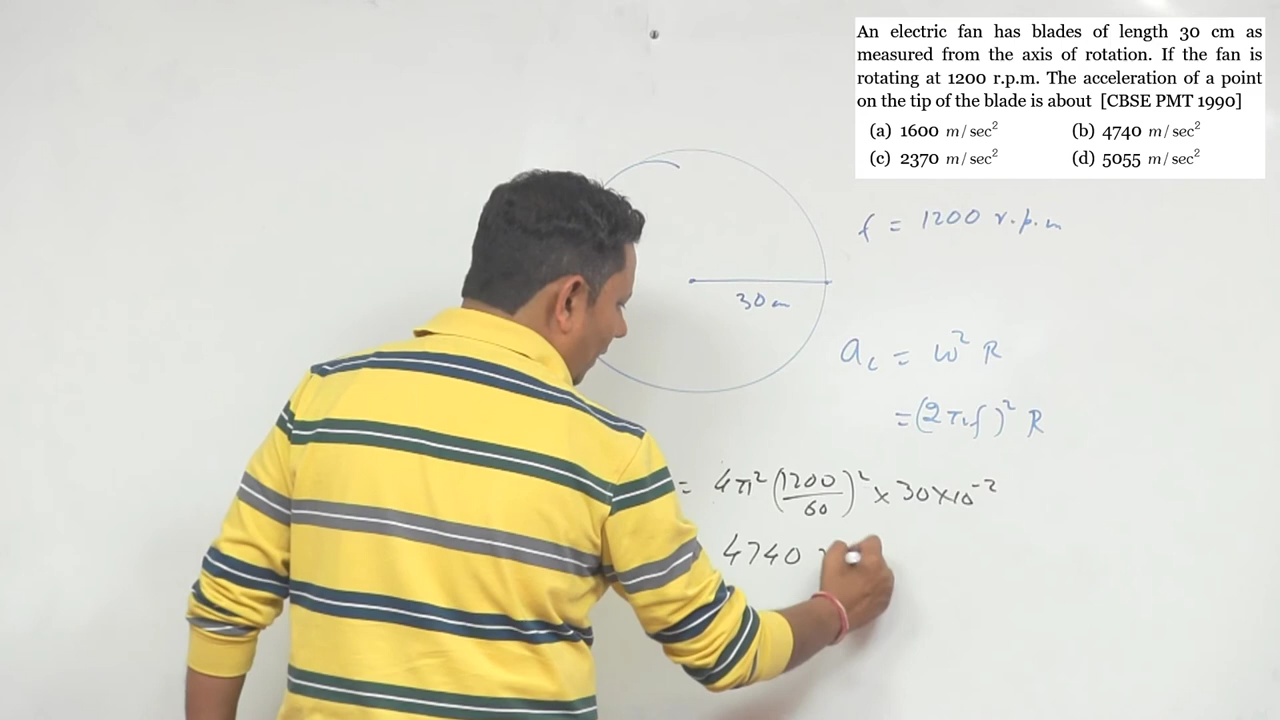 An electric fan has blades of length 30 cm as
measured from the axis of rotation. If the fan is
rotating at 1200 r.p.m. The acceleration of a point
on the tip of the blade is about [CBSE PMT 1990]
(a) 1600 m/sec² (b) 4740 m/sec²
(c) 2370 m/sec² (d) 5055 m/sec²
f = 1200 r.p.m
30 cm
a_c = ω² R
= (2πf)² R
= 4π² (1200/60)² × 30×10⁻²
4740